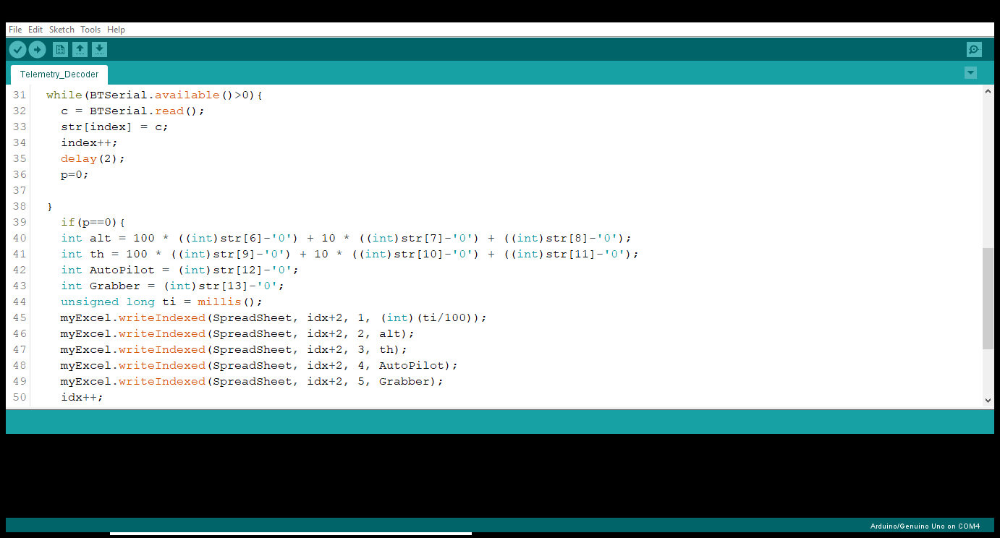 File Edit Sketch Tools Help
Telemetry_Decoder
31 while(BTSerial.available()>0){
32 c = BTSerial.read();
33 str[index] = c;
34 index++;
35 delay(2);
36 p=0;
37
38 }
39 if(p==0){
40 int alt = 100 * ((int)str[6]-'0') + 10 * ((int)str[7]-'0') + ((int)str[8]-'0');
41 int th = 100 * ((int)str[9]-'0') + 10 * ((int)str[10]-'0') + ((int)str[11]-'0');
42 int AutoPilot = (int)str[12]-'0';
43 int Grabber = (int)str[13]-'0';
44 unsigned long ti = millis();
45 myExcel.writeIndexed(SpreadSheet, idx+2, 1, (int)(ti/100));
46 myExcel.writeIndexed(SpreadSheet, idx+2, 2, alt);
47 myExcel.writeIndexed(SpreadSheet, idx+2, 3, th);
48 myExcel.writeIndexed(SpreadSheet, idx+2, 4, AutoPilot);
49 myExcel.writeIndexed(SpreadSheet, idx+2, 5, Grabber);
50 idx++;
Arduino/Genuino Uno on COM4